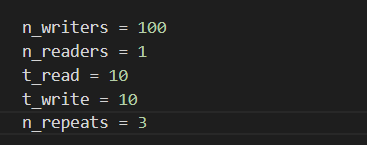 n_writers = 100
n_readers = 1
t_read = 10
t_write = 10
n_repeats = 3